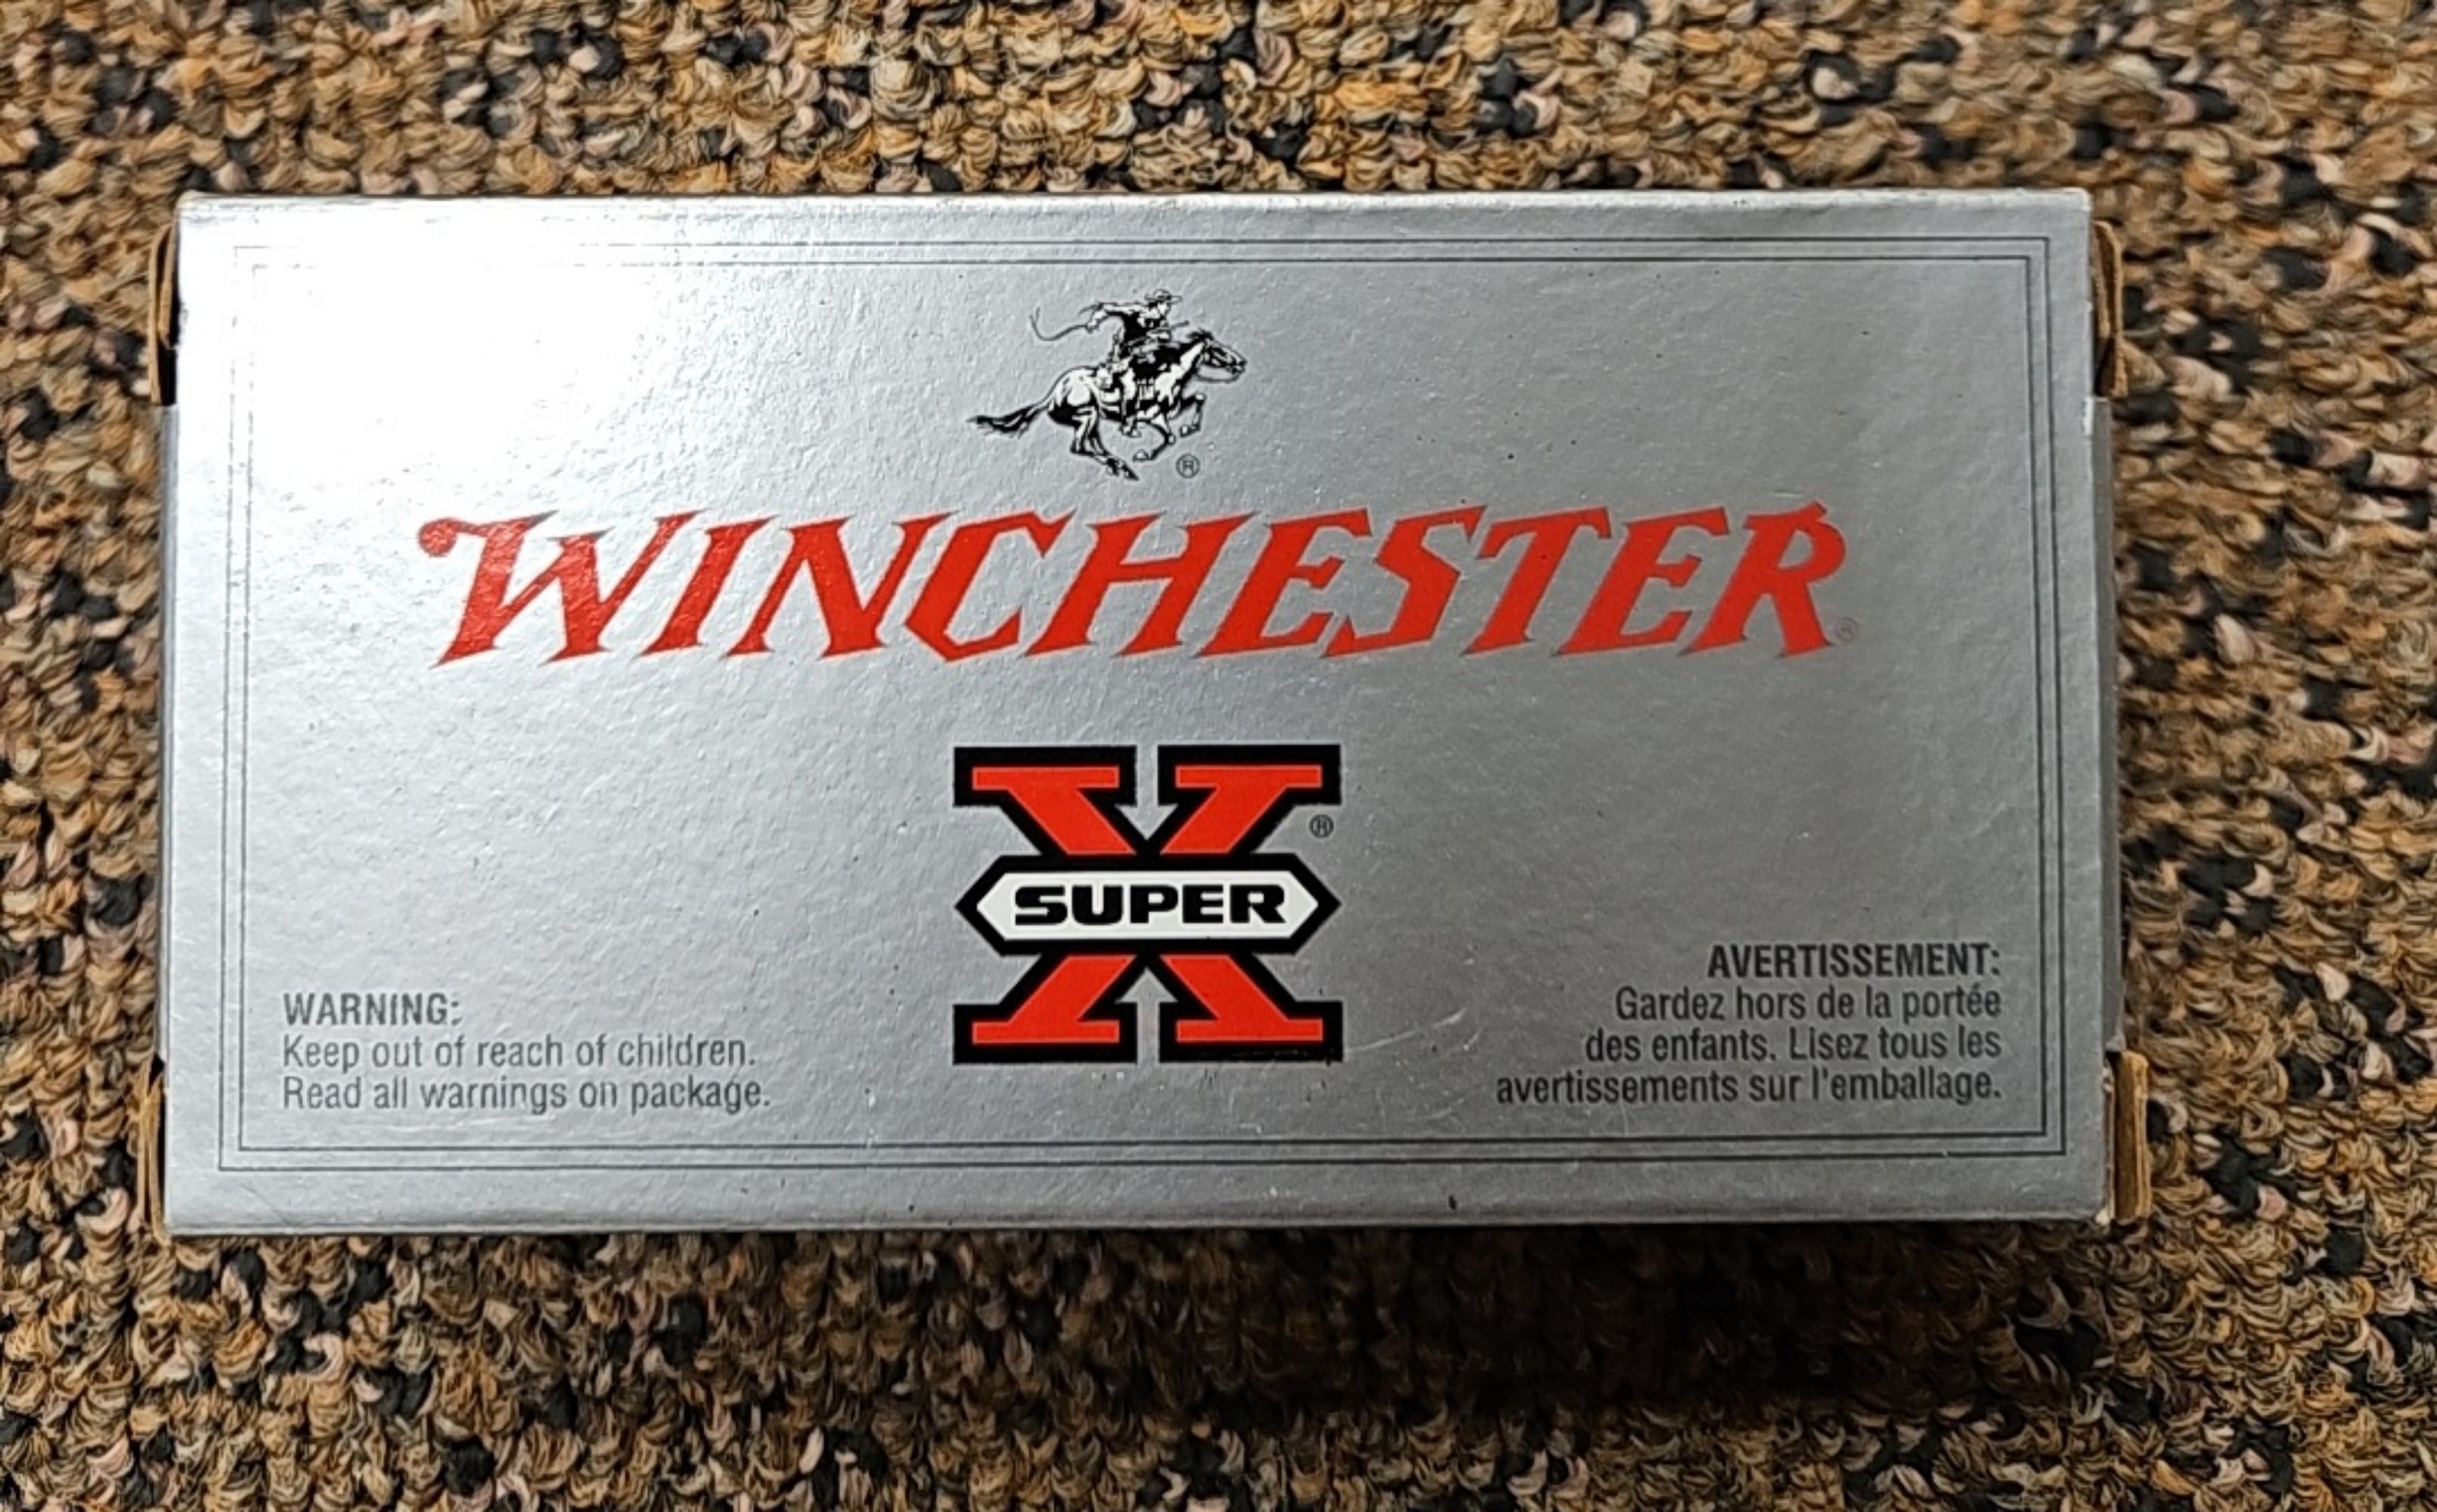 ®
WINCHESTER®
X ®
SUPER
WARNING:
Keep out of reach of children.
Read all warnings on package.
AVERTISSEMENT:
Gardez hors de la portée
des enfants. Lisez tous les
avertissements sur l'emballage.